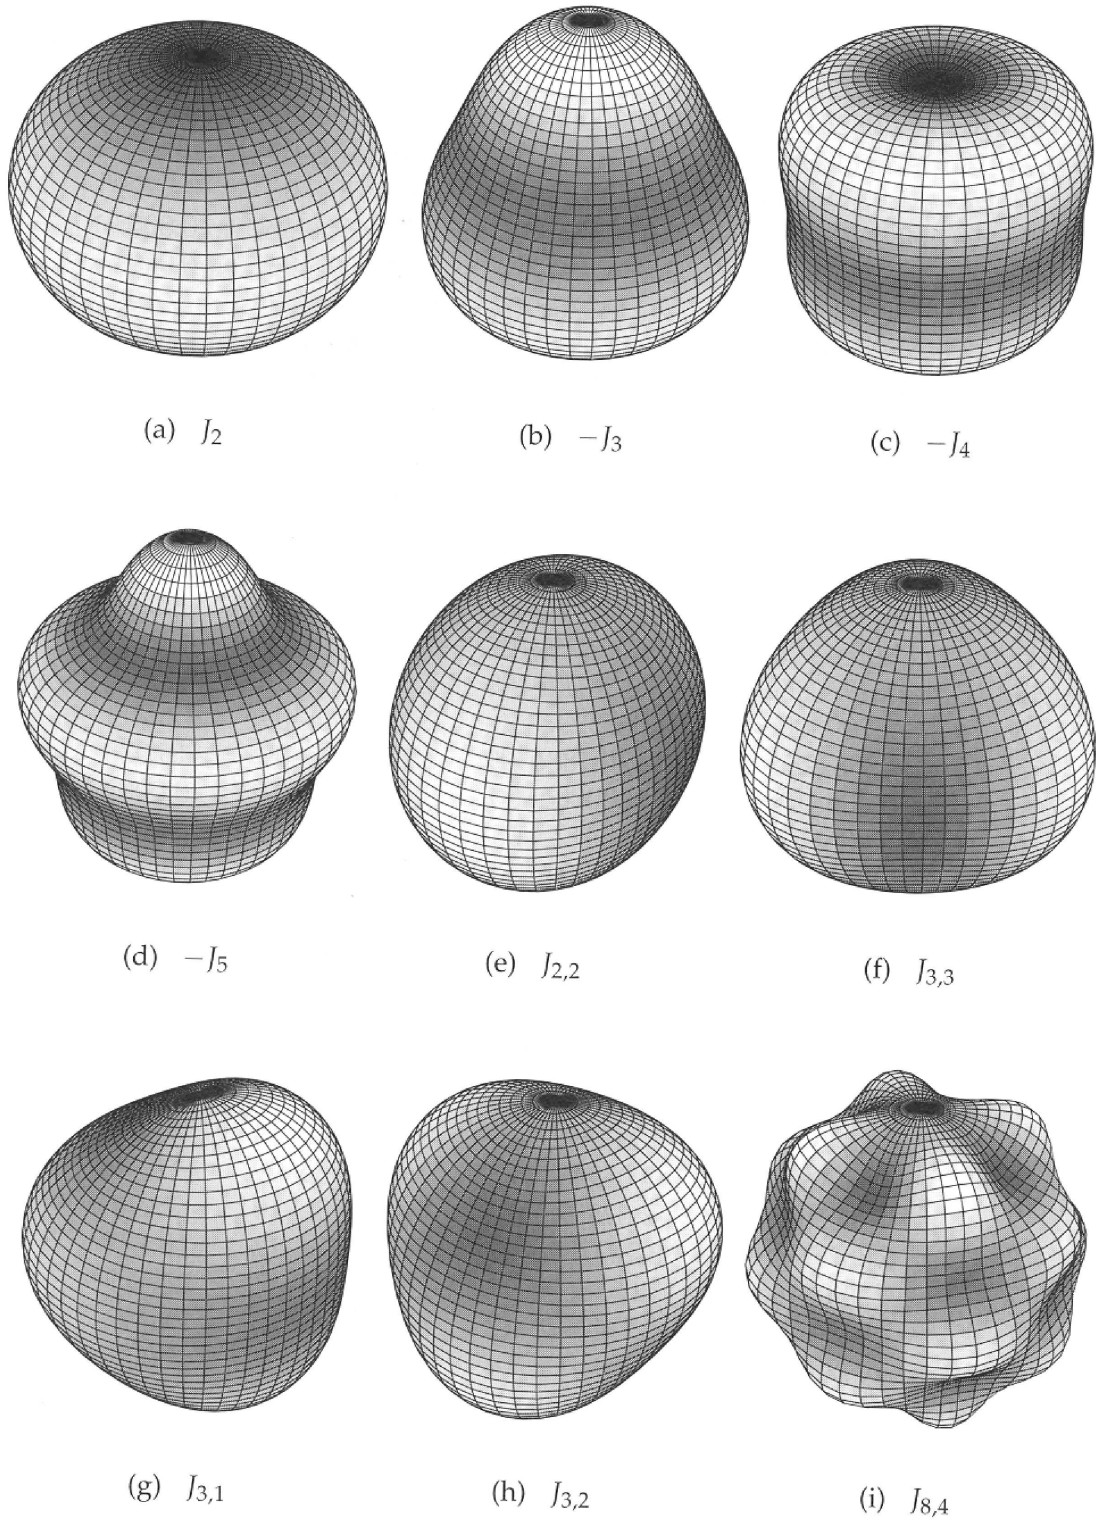 (a) J2
(b) −J3
(c) −J4
(d) −J5
(e) J2,2
(f) J3,3
(g) J3,1
(h) J3,2
(i) J8,4